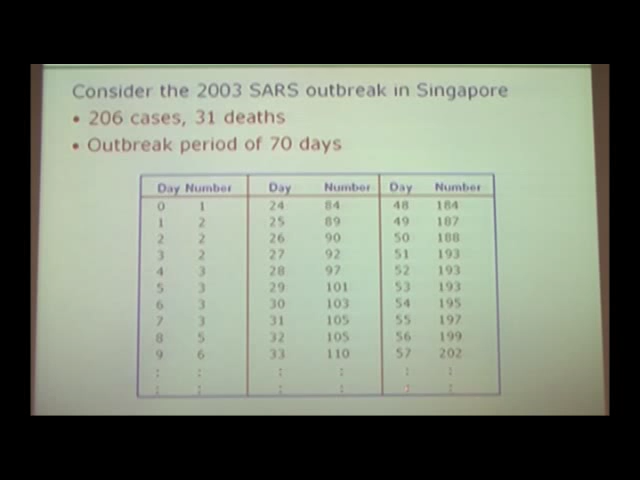 Consider the 2003 SARS outbreak in Singapore
• 206 cases, 31 deaths
• Outbreak period of 70 days
Day Number Day Number Day Number
0 1 24 84 48 184
1 2 25 89 49 187
2 2 26 90 50 188
3 2 27 92 51 193
4 3 28 97 52 193
5 3 29 101 53 193
6 3 30 103 54 195
7 3 31 105 55 197
8 5 32 105 56 199
9 6 33 110 57 202
: : : : : :
: : : : : :